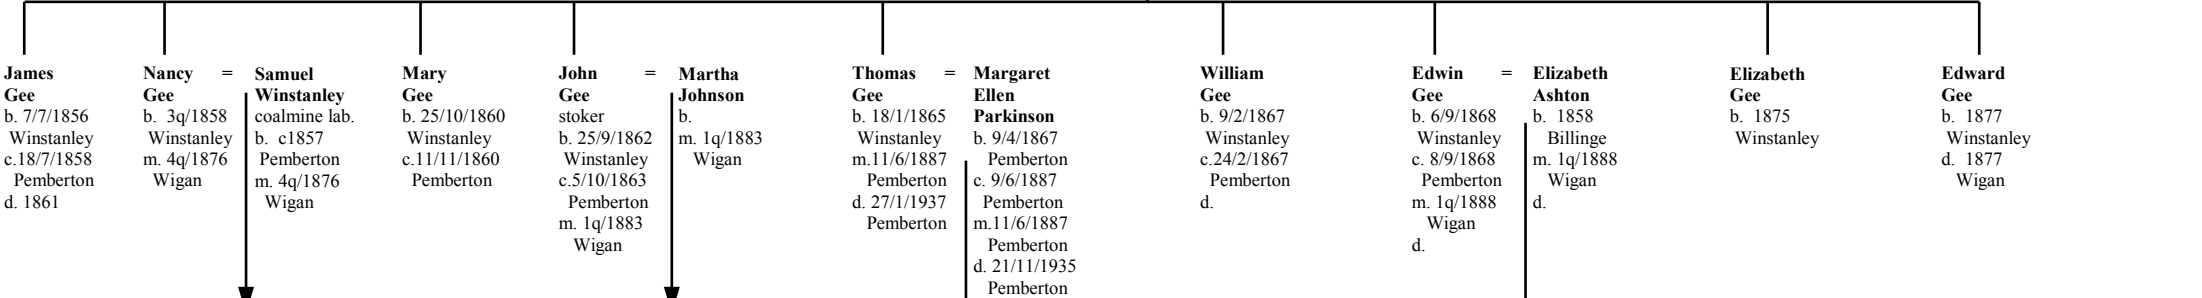 James
Gee
b. 7/7/1856
Winstanley
c.18/7/1858
Pemberton
d. 1861
Nancy =
Gee
b. 3q/1858
Winstanley
m. 4q/1876
Wigan
Samuel
Winstanley
coalmine lab.
b. c1857
Pemberton
m. 4q/1876
Wigan
Mary
Gee
b. 25/10/1860
Winstanley
c.11/11/1860
Pemberton
John =
Gee
stoker
b. 25/9/1862
Winstanley
c.5/10/1863
Pemberton
m. 1q/1883
Wigan
Martha
Johnson
b.
m. 1q/1883
Wigan
Thomas =
Gee
b. 18/1/1865
Winstanley
m.11/6/1887
Pemberton
d. 27/1/1937
Pemberton
Margaret
Ellen
Parkinson
b. 9/4/1867
Pemberton
c. 9/6/1887
Pemberton
m.11/6/1887
Pemberton
d. 21/11/1935
Pemberton
William
Gee
b. 9/2/1867
Winstanley
c.24/2/1867
Pemberton
d.
Edwin =
Gee
b. 6/9/1868
Winstanley
c. 8/9/1868
Pemberton
m. 1q/1888
Wigan
d.
Elizabeth
Ashton
b. 1858
Billinge
m. 1q/1888
Wigan
d.
Elizabeth
Gee
b. 1875
Winstanley
Edward
Gee
b. 1877
Winstanley
d. 1877
Wigan